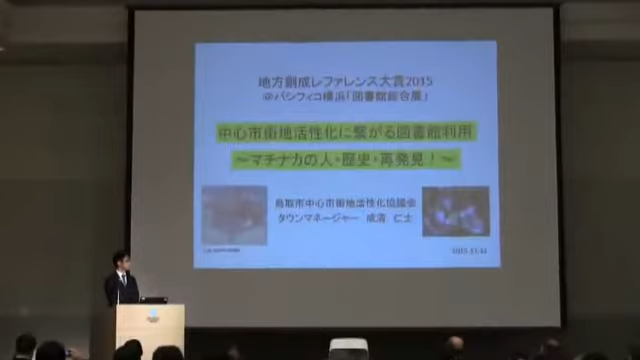 地方創成レファレンス大賞2015
@パシフィコ横浜「図書館総合展」
中心市街地活性化に繋がる図書館利用
～マチナカの人・歴史・再発見！～
鳥取市中心市街地活性化協議会
タウンマネージャー 成清 仁士